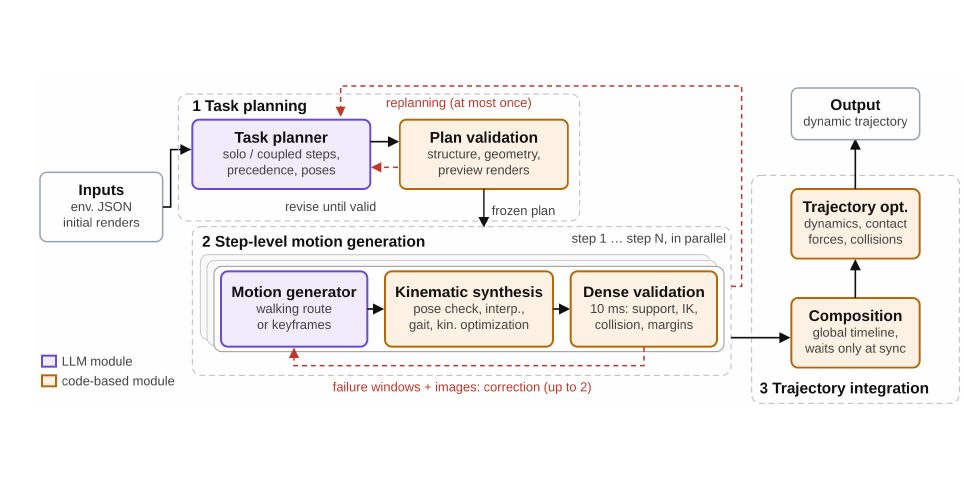 replanning (at most once)
1 Task planning
Task planner
solo / coupled steps,
precedence, poses
Plan validation
structure, geometry,
preview renders
revise until valid
frozen plan
Inputs
env. JSON
initial renders
2 Step-level motion generation
step 1 … step N, in parallel
Motion generator
walking route
or keyframes
Kinematic synthesis
pose check, interp.,
gait, kin. optimization
Dense validation
10 ms: support, IK,
collision, margins
failure windows + images: correction (up to 2)
Output
dynamic trajectory
Trajectory opt.
dynamics, contact
forces, collisions
Composition
global timeline,
waits only at sync
3 Trajectory integration
LLM module
code-based module